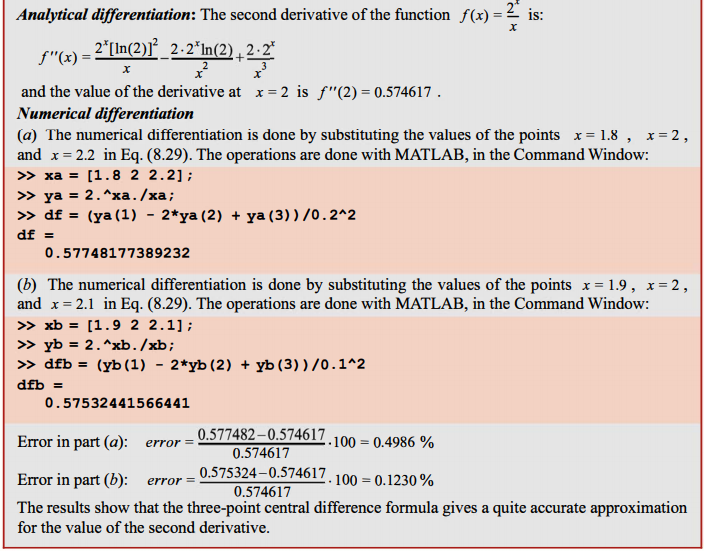 Analytical differentiation: The second derivative of the function f(x) = 2^x/x is:
f''(x) = 2^x[ln(2)]^2/x - 2·2^x ln(2)/x^2 + 2·2^x/x^3
and the value of the derivative at x = 2 is f''(2) = 0.574617 .
Numerical differentiation
(a) The numerical differentiation is done by substituting the values of the points x = 1.8 , x = 2 ,
and x = 2.2 in Eq. (8.29). The operations are done with MATLAB, in the Command Window:
>> xa = [1.8 2 2.2];
>> ya = 2.^xa./xa;
>> df = (ya(1) - 2*ya(2) + ya(3))/0.2^2
df =
0.57748177389232
(b) The numerical differentiation is done by substituting the values of the points x = 1.9 , x = 2 ,
and x = 2.1 in Eq. (8.29). The operations are done with MATLAB, in the Command Window:
>> xb = [1.9 2 2.1];
>> yb = 2.^xb./xb;
>> dfb = (yb(1) - 2*yb(2) + yb(3))/0.1^2
dfb =
0.57532441566441
Error in part (a): error = (0.577482-0.574617)/0.574617 · 100 = 0.4986 %
Error in part (b): error = (0.575324-0.574617)/0.574617 · 100 = 0.1230 %
The results show that the three-point central difference formula gives a quite accurate approximation
for the value of the second derivative.